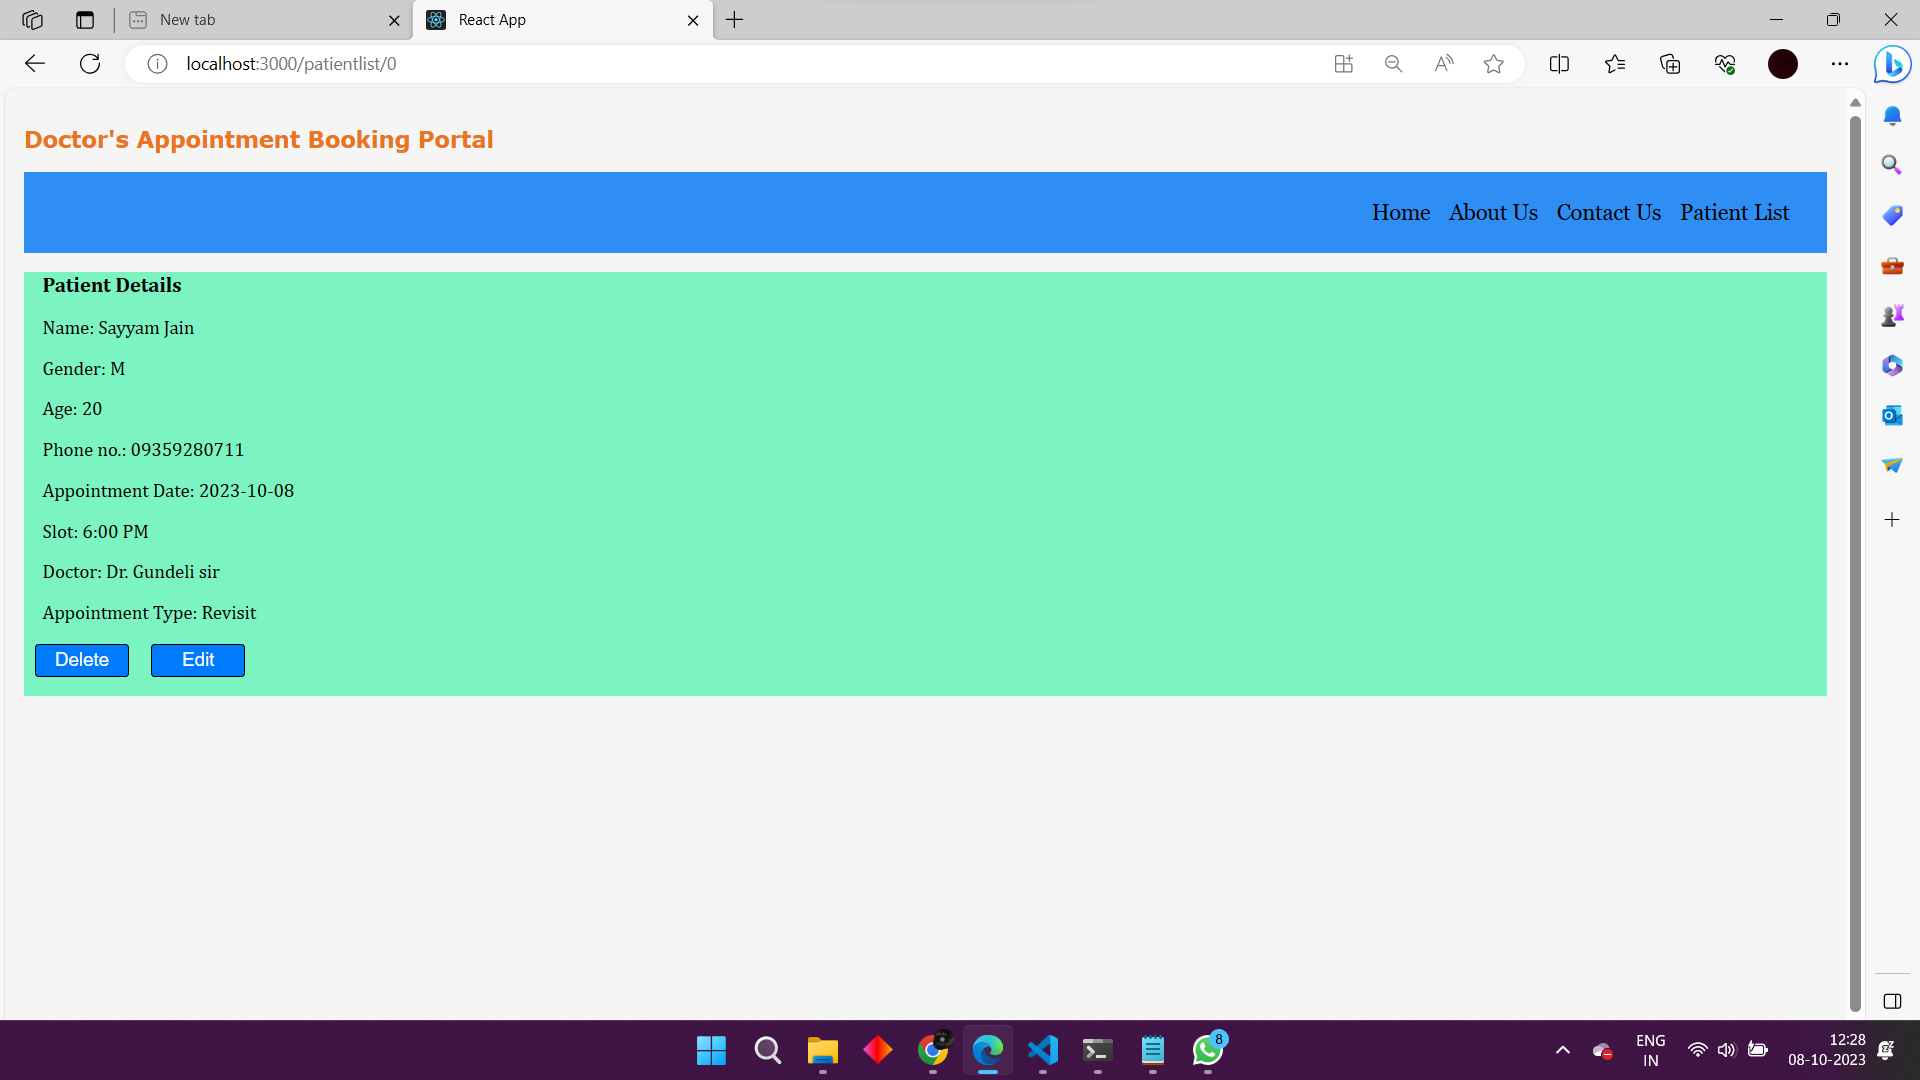 New tab
React App
localhost:3000/patientlist/0
Doctor's Appointment Booking Portal
Home About Us Contact Us Patient List
Patient Details
Name: Sayyam Jain
Gender: M
Age: 20
Phone no.: 09359280711
Appointment Date: 2023-10-08
Slot: 6:00 PM
Doctor: Dr. Gundeli sir
Appointment Type: Revisit
Delete Edit
8
ENG
IN
12:28
08-10-2023